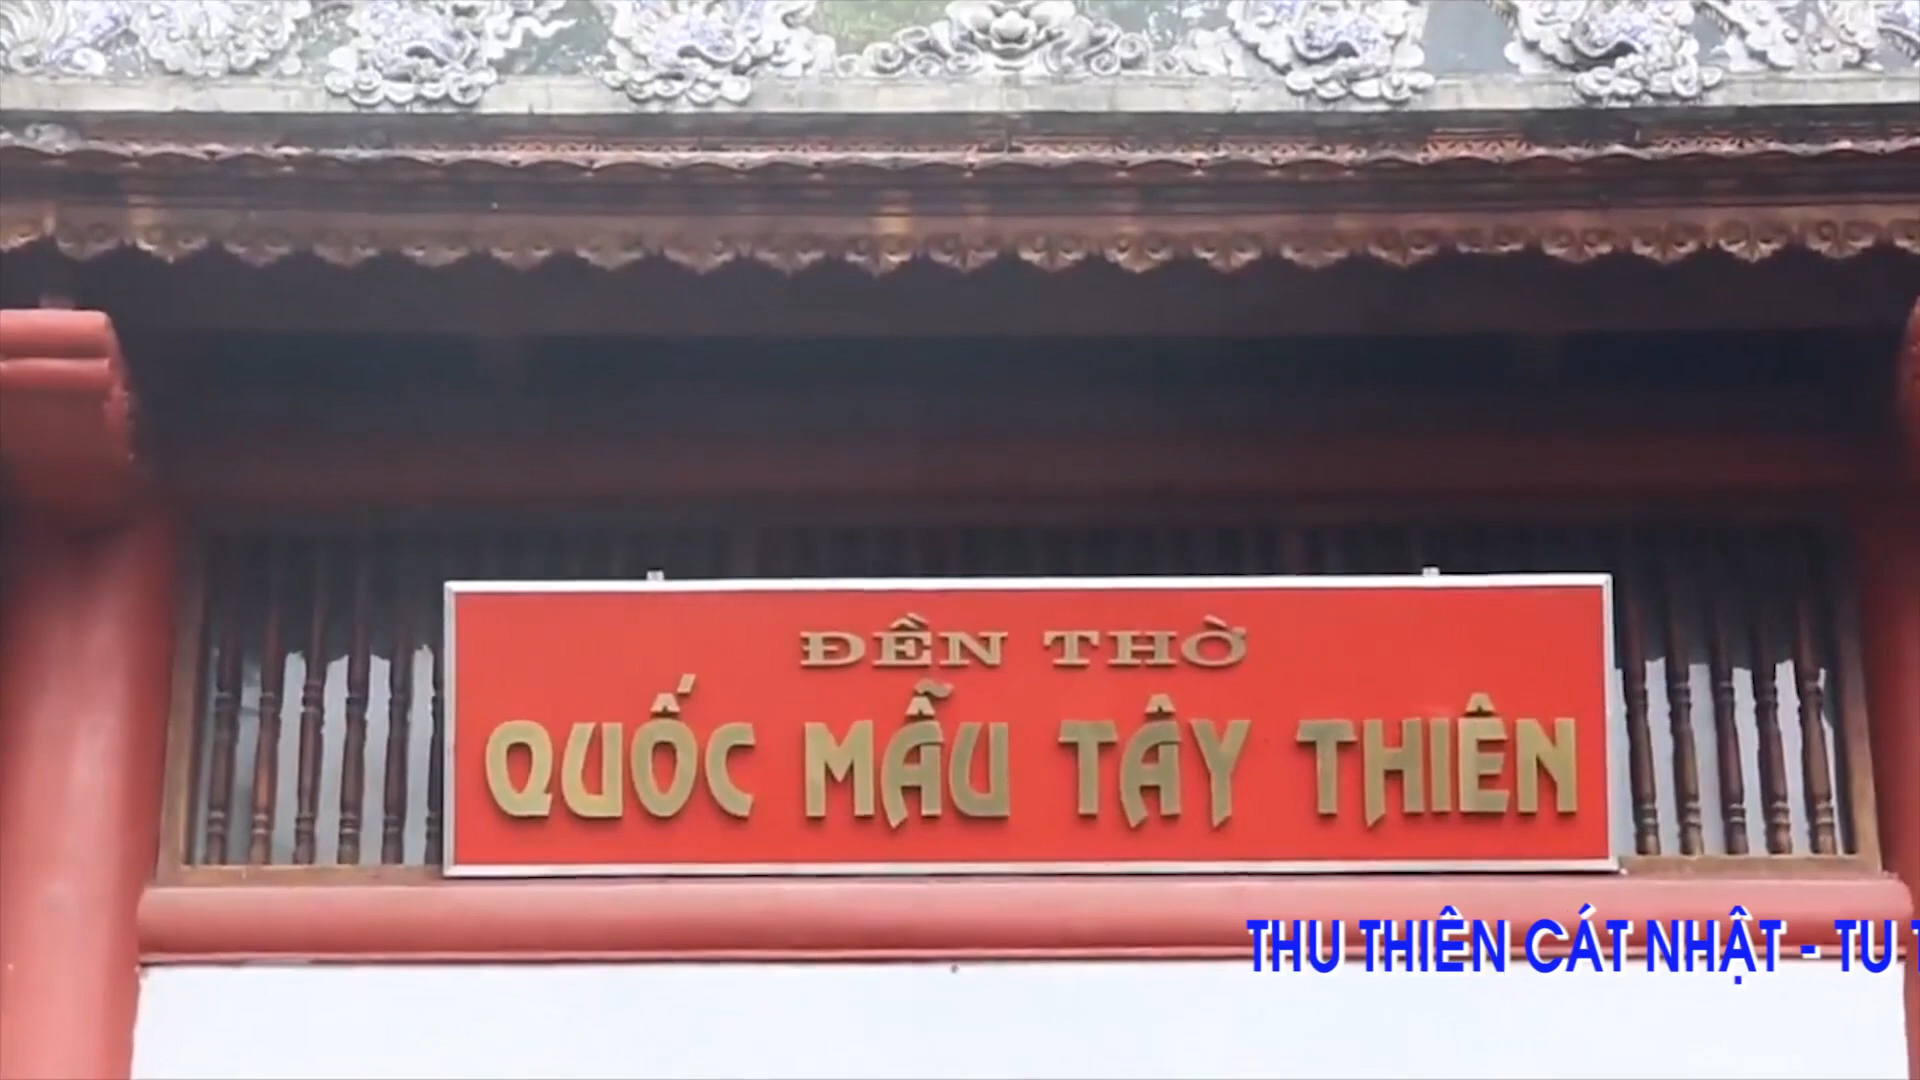 ĐỀN THỜ
QUỐC MẪU TÂY THIÊN
THU THIÊN CÁT NHẬT - TU